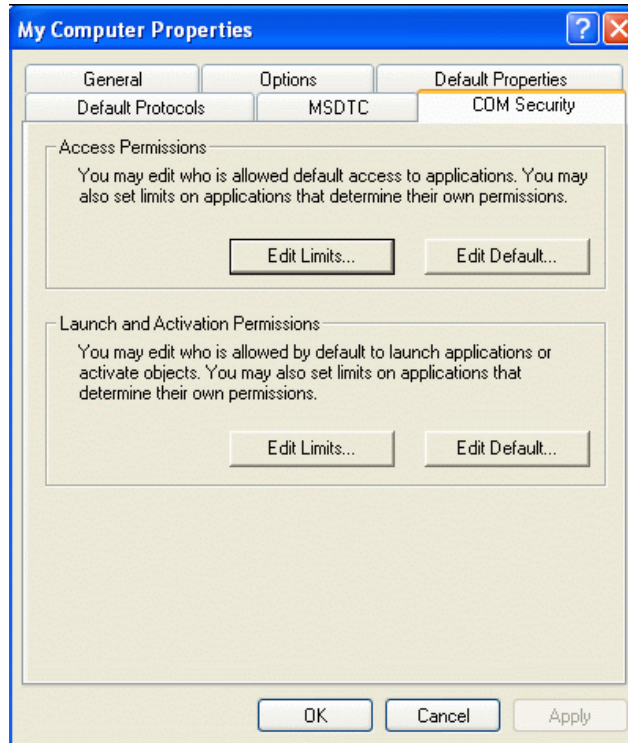 My Computer Properties
General Options Default Properties
Default Protocols MSDTC COM Security
Access Permissions
You may edit who is allowed default access to applications. You may
also set limits on applications that determine their own permissions.
Edit Limits... Edit Default...
Launch and Activation Permissions
You may edit who is allowed by default to launch applications or
activate objects. You may also set limits on applications that
determine their own permissions.
Edit Limits... Edit Default...
OK Cancel Apply